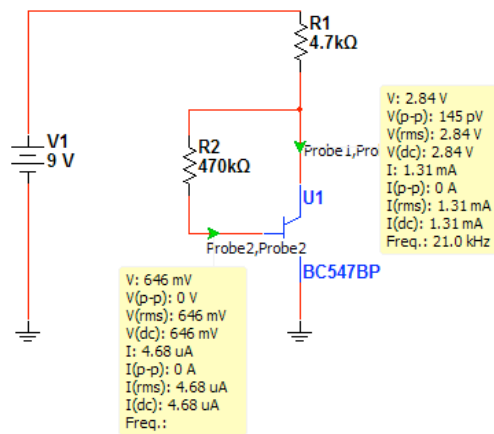 R1
4.7kΩ
V1
9 V
R2
470kΩ
Probe1,Pro
V: 2.84 V
V(p-p): 145 pV
V(rms): 2.84 V
V(dc): 2.84 V
I: 1.31 mA
I(p-p): 0 A
I(rms): 1.31 mA
I(dc): 1.31 mA
Freq.: 21.0 kHz
U1
Probe2,Probe2
BC547BP
V: 646 mV
V(p-p): 0 V
V(rms): 646 mV
V(dc): 646 mV
I: 4.68 uA
I(p-p): 0 A
I(rms): 4.68 uA
I(dc): 4.68 uA
Freq.: